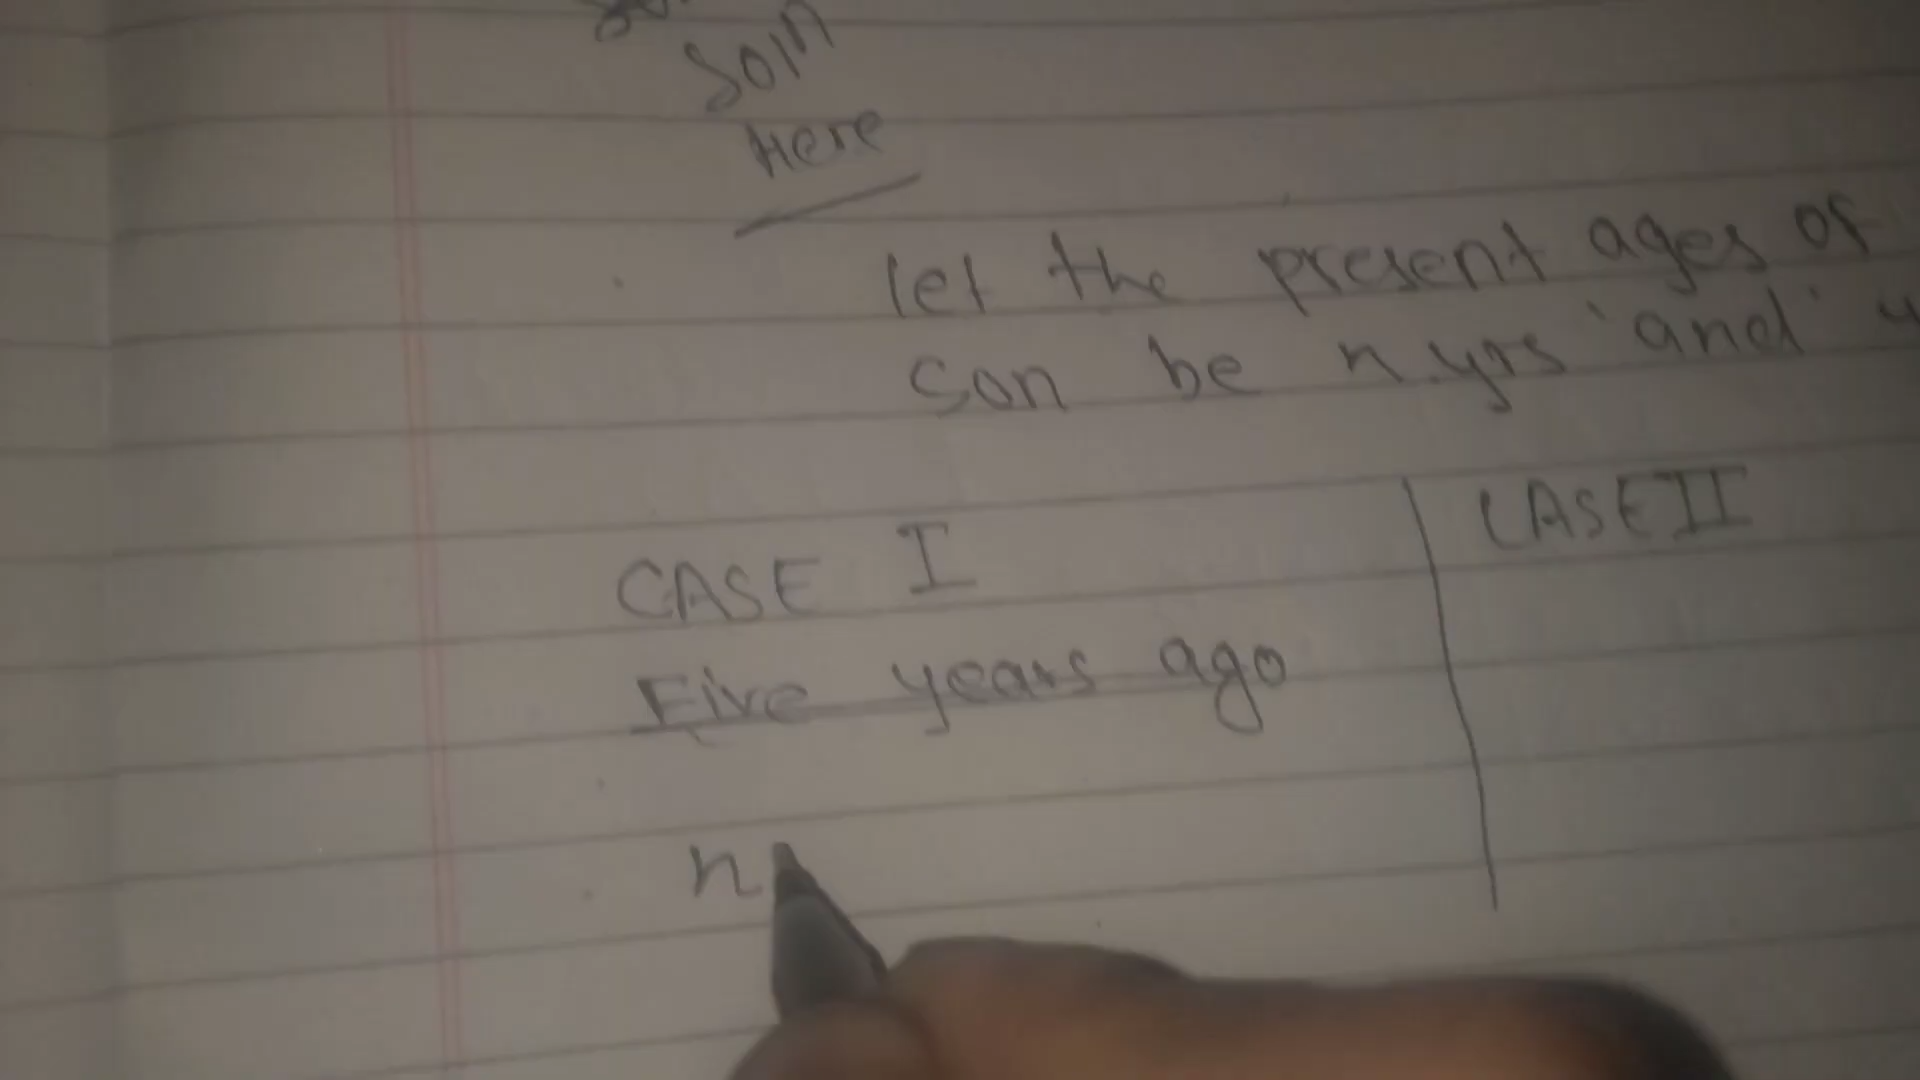 Soln
Here
let the present ages of
son be n yrs 'and'
CASE I
CASE II
Five years ago
n